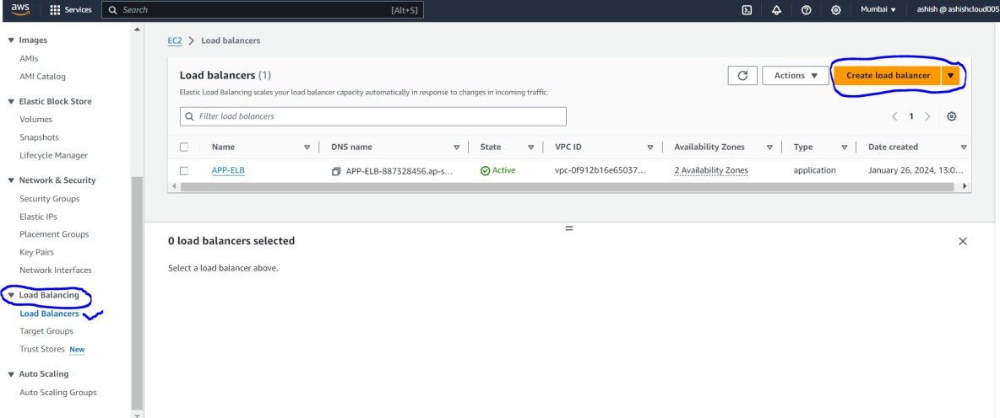 aws Services Search [Alt+S] Mumbai ashish @ ashishcloud005
Images
AMIs
AMI Catalog
Elastic Block Store
Volumes
Snapshots
Lifecycle Manager
Network & Security
Security Groups
Elastic IPs
Placement Groups
Key Pairs
Network Interfaces
Load Balancing
Load Balancers
Target Groups
Trust Stores New
Auto Scaling
Auto Scaling Groups
EC2 > Load balancers
Load balancers (1) Actions Create load balancer
Elastic Load Balancing scales your load balancer capacity automatically in response to changes in incoming traffic.
Filter load balancers
1
Name DNS name State VPC ID Availability Zones Type Date created
APP-ELB APP-ELB-887328456.ap-s... Active vpc-0f912b16e65037... 2 Availability Zones application January 26, 2024, 13:0...
0 load balancers selected
Select a load balancer above.